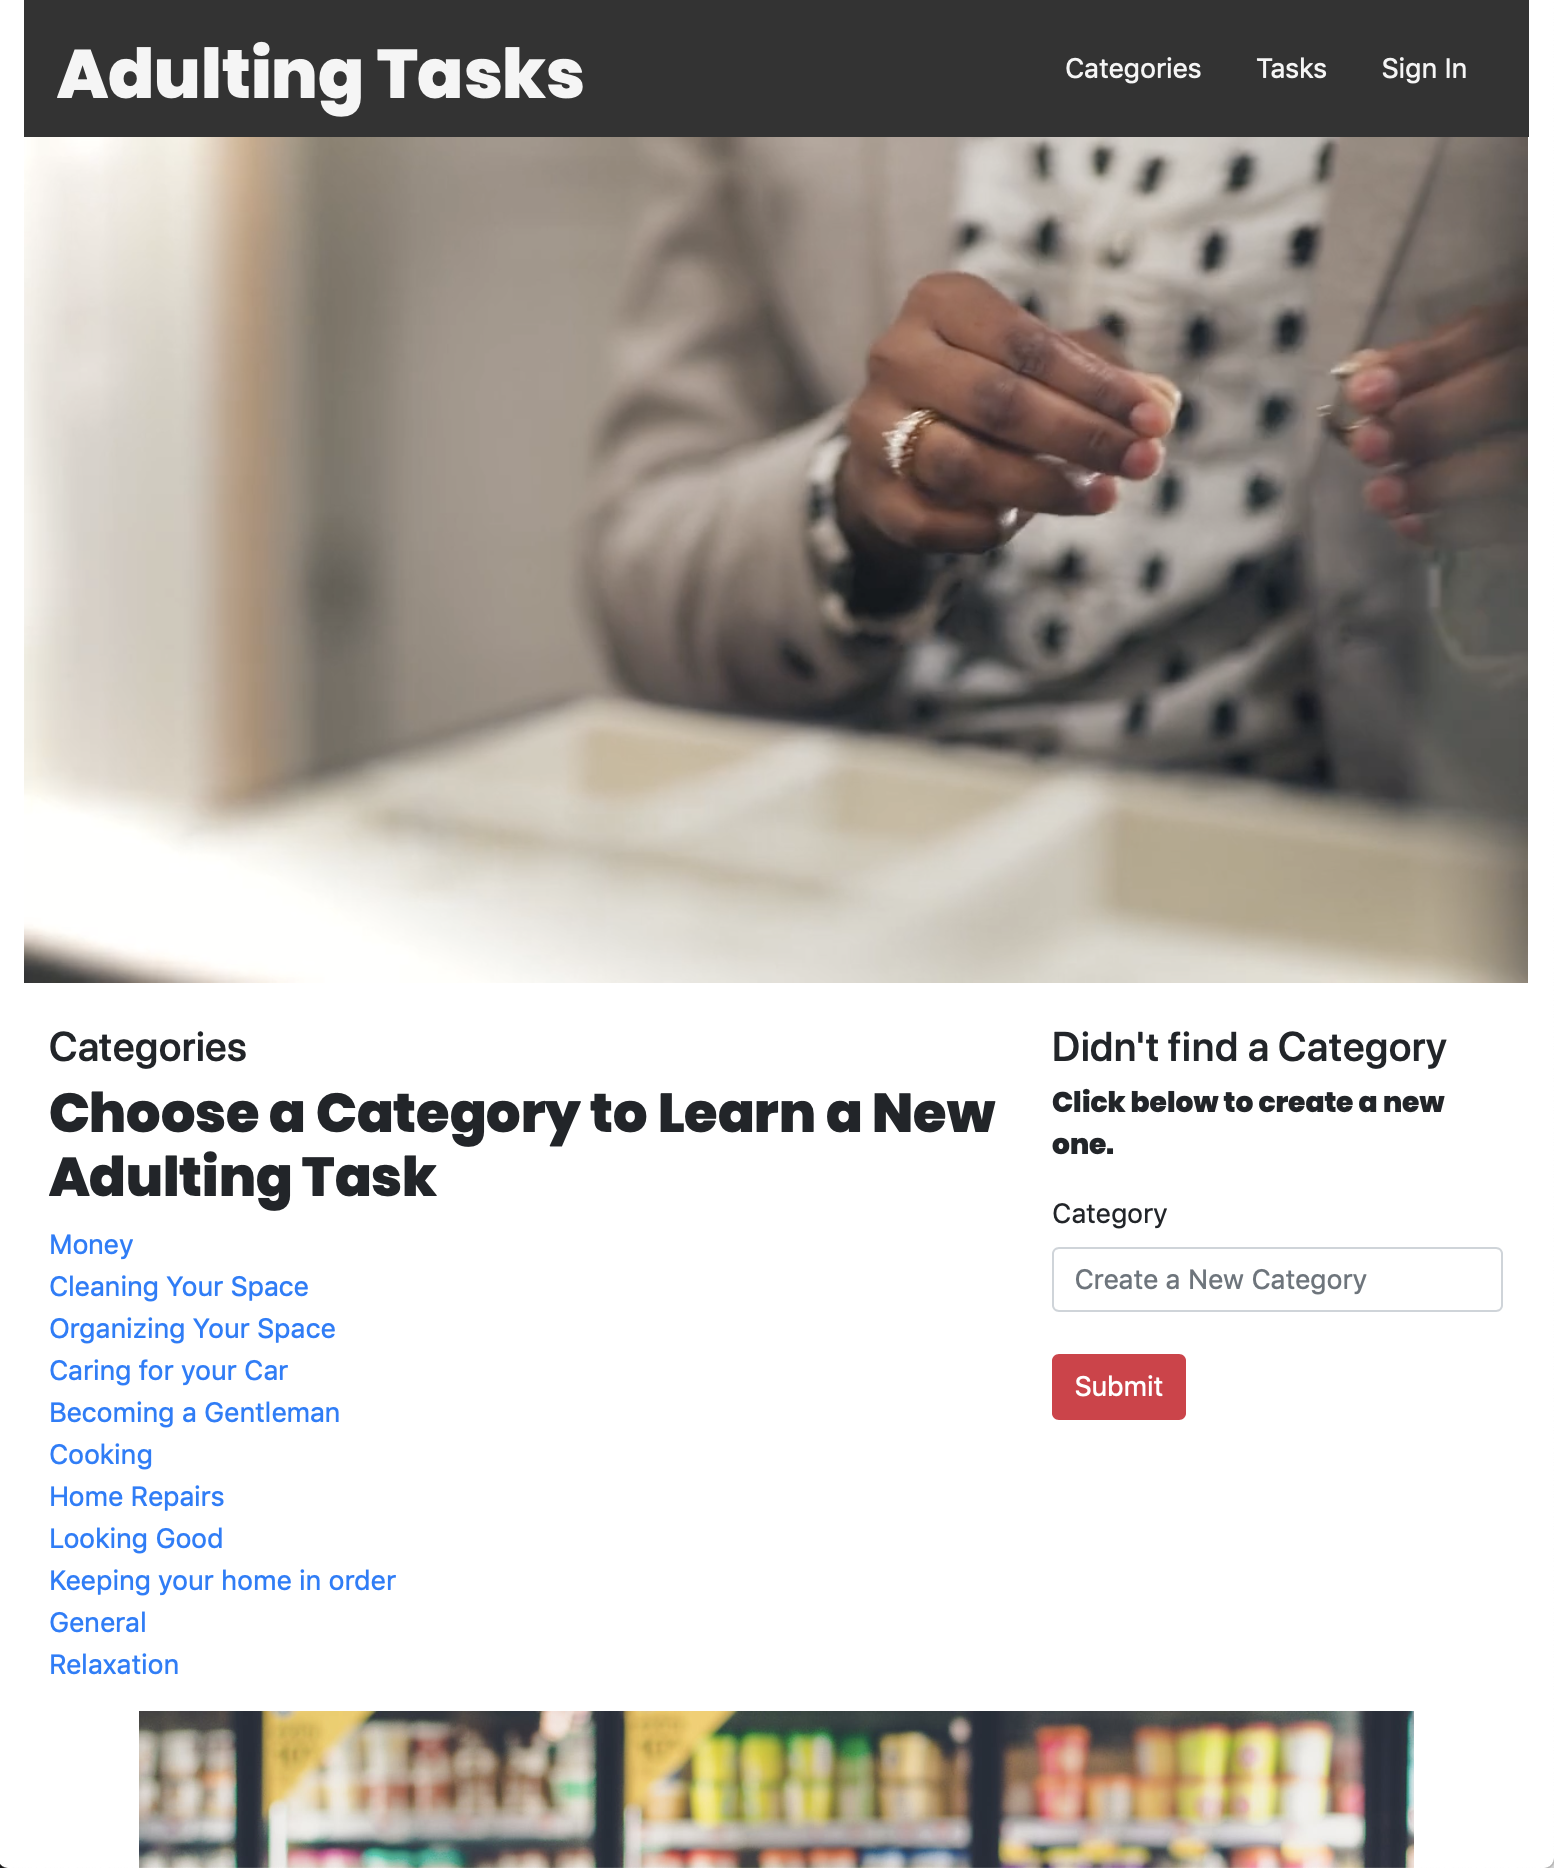 Adulting Tasks
Categories Tasks Sign In
Categories
Choose a Category to Learn a New
Adulting Task
Money
Cleaning Your Space
Organizing Your Space
Caring for your Car
Becoming a Gentleman
Cooking
Home Repairs
Looking Good
Keeping your home in order
General
Relaxation
Didn't find a Category
Click below to create a new
one.
Category
Create a New Category
Submit